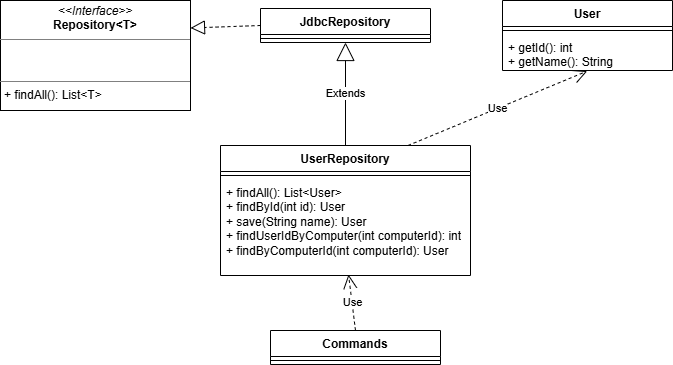 <<Interface>>
Repository<T>
+ findAll(): List<T>
JdbcRepository
User
+ getId(): int
+ getName(): String
Extends
Use
UserRepository
+ findAll(): List<User>
+ findById(int id): User
+ save(String name): User
+ findUserIdByComputer(int computerId): int
+ findByComputerId(int computerId): User
Use
Commands